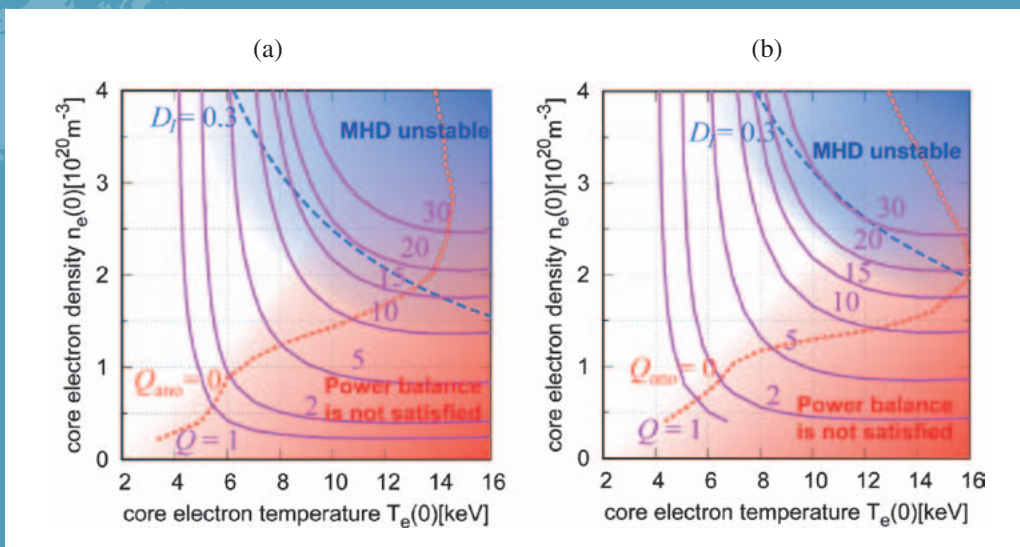 (a)
(b)
core electron density n_e(0)[10^20 m^-3]
4
3
2
1
0
D_I = 0.3
MHD unstable
30
20
15
10
5
2
Q_ano = 0
Power balance
is not satisfied
Q = 1
2 4 6 8 10 12 14 16
core electron temperature T_e(0)[keV]
core electron density n_e(0)[10^20 m^-3]
4
3
2
1
0
D_I = 0.3
MHD unstable
30
20
15
10
5
2
Q_ano = 0
Power balance
is not satisfied
Q = 1
2 4 6 8 10 12 14 16
core electron temperature T_e(0)[keV]